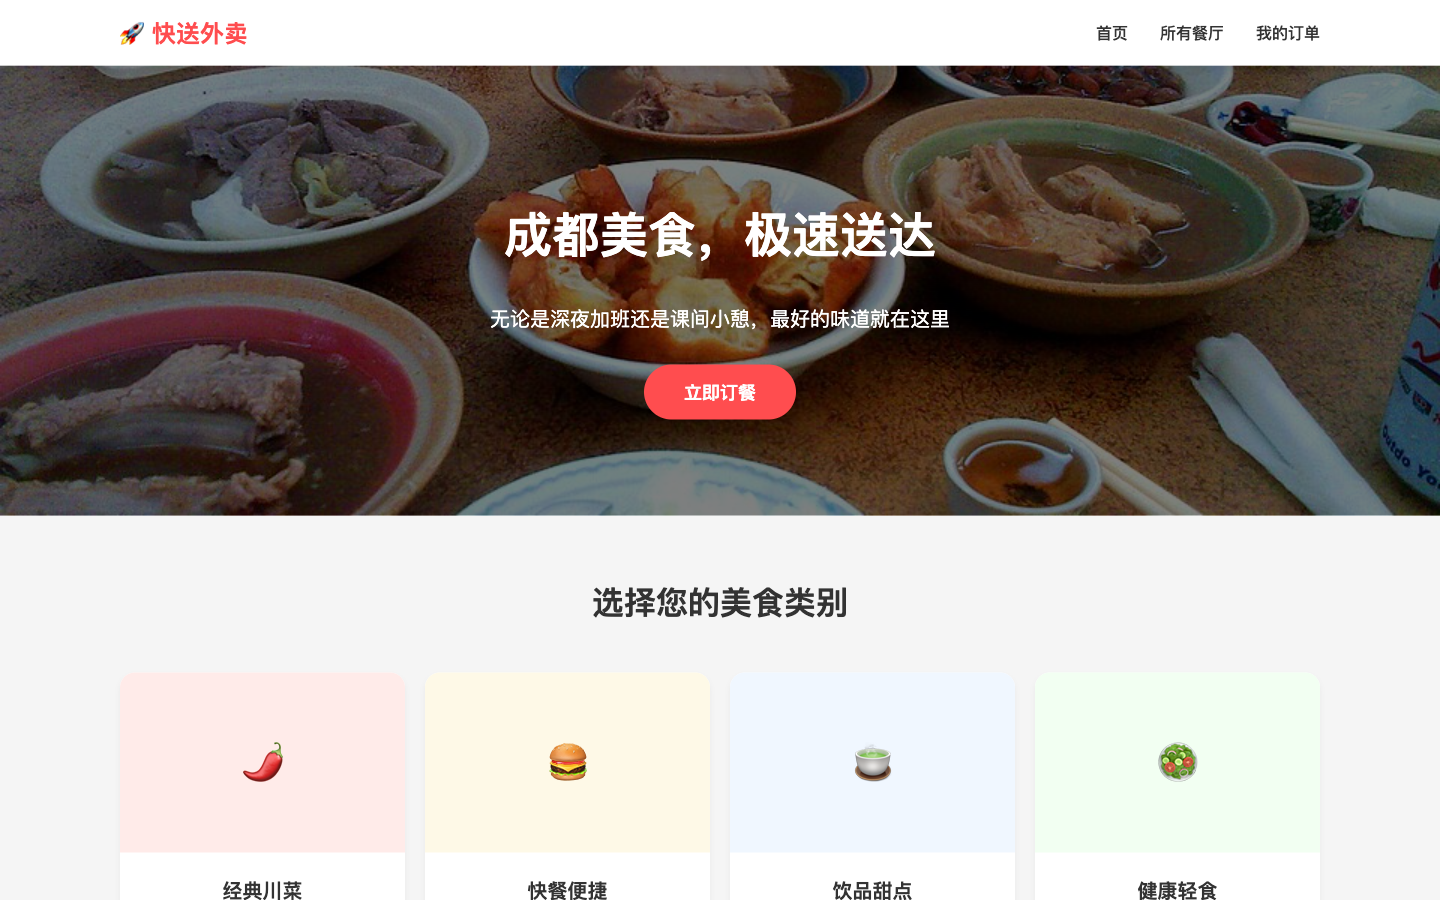 快送外卖
首页 所有餐厅 我的订单
成都美食，极速送达
无论是深夜加班还是课间小憩，最好的味道就在这里
立即订餐
选择您的美食类别
经典川菜 快餐便捷 饮品甜点 健康轻食